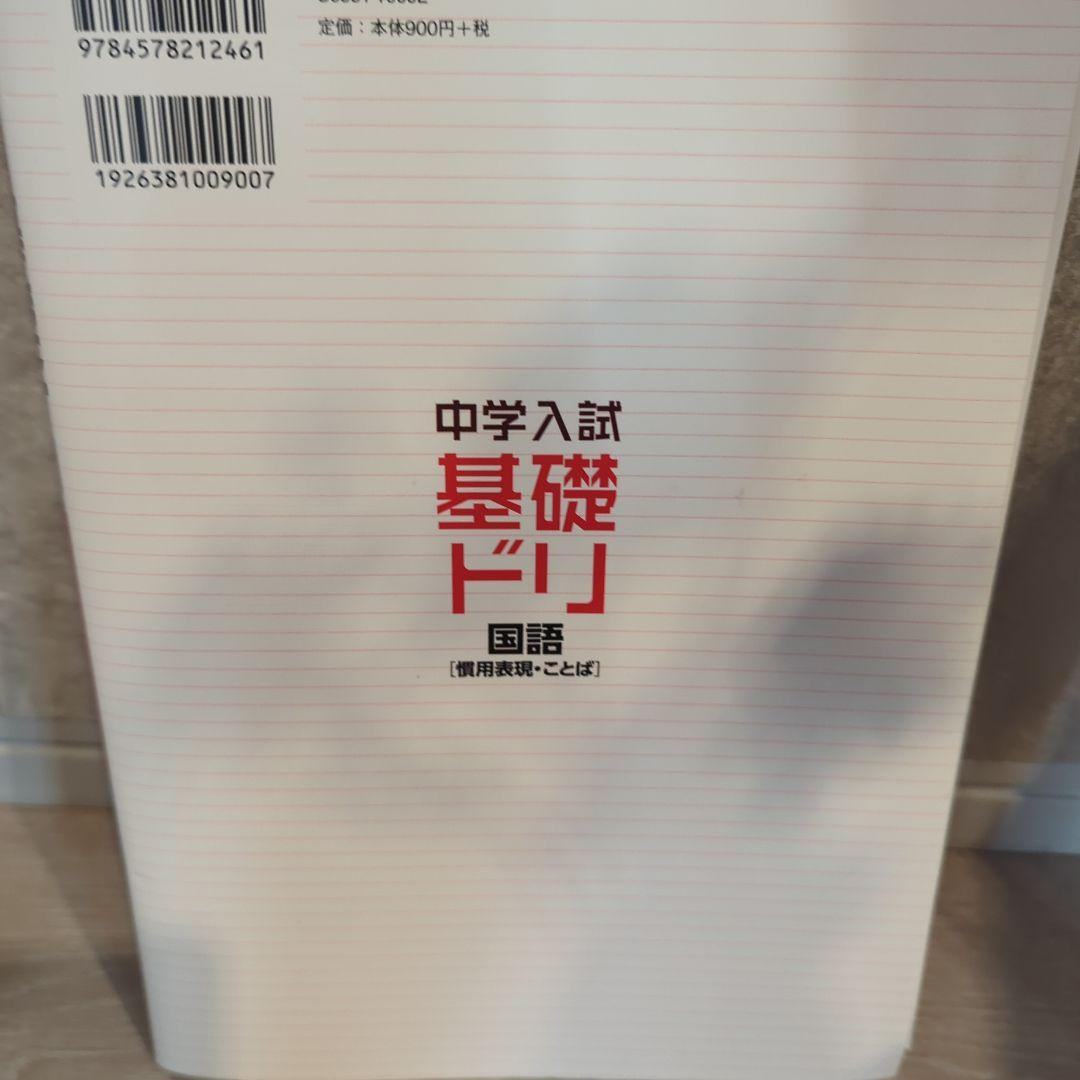 定価：本体900円＋税
9784578212461
1926381009007
中学入試
基礎
ドリ
国語
[慣用表現・ことば]